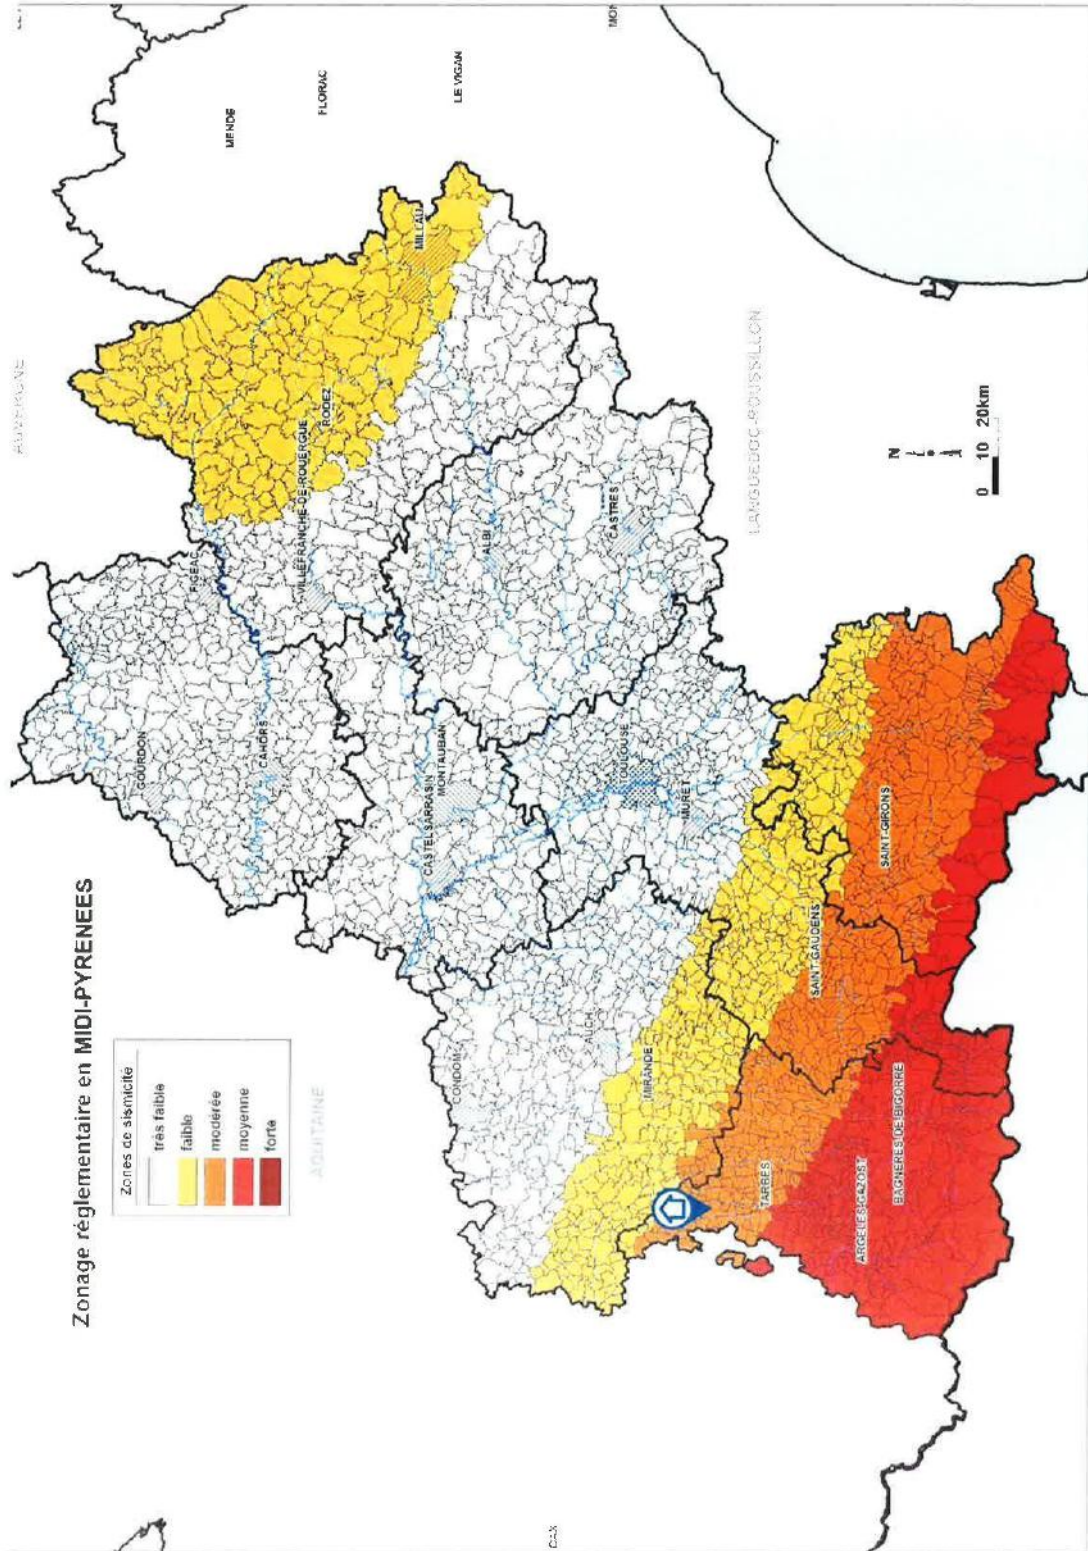 Zonage réglementaire en MIDI-PYRENEES
Zones de sismicité
très faible
faible
modérée
moyenne
forte
AUVERGNE
AQUITAINE
LANGUEDOC-ROUSSILLON
MENDE
FLORAC
LE VIGAN
GOURDON
FIGEAC
CAHORS
VILLEFRANCHE-DE-ROUERGUE
RODEZ
MILLAU
CASTELSARRASIN
MONTAUBAN
ALBI
CASTRES
CONDOM
AUCH
TOULOUSE
MURET
MIRANDE
TARBES
SAINT-GAUDENS
SAINT-GIRONS
ARGELES-GAZOST
BAGNERES-DE-BIGORRE
MON
N
0 10 20km